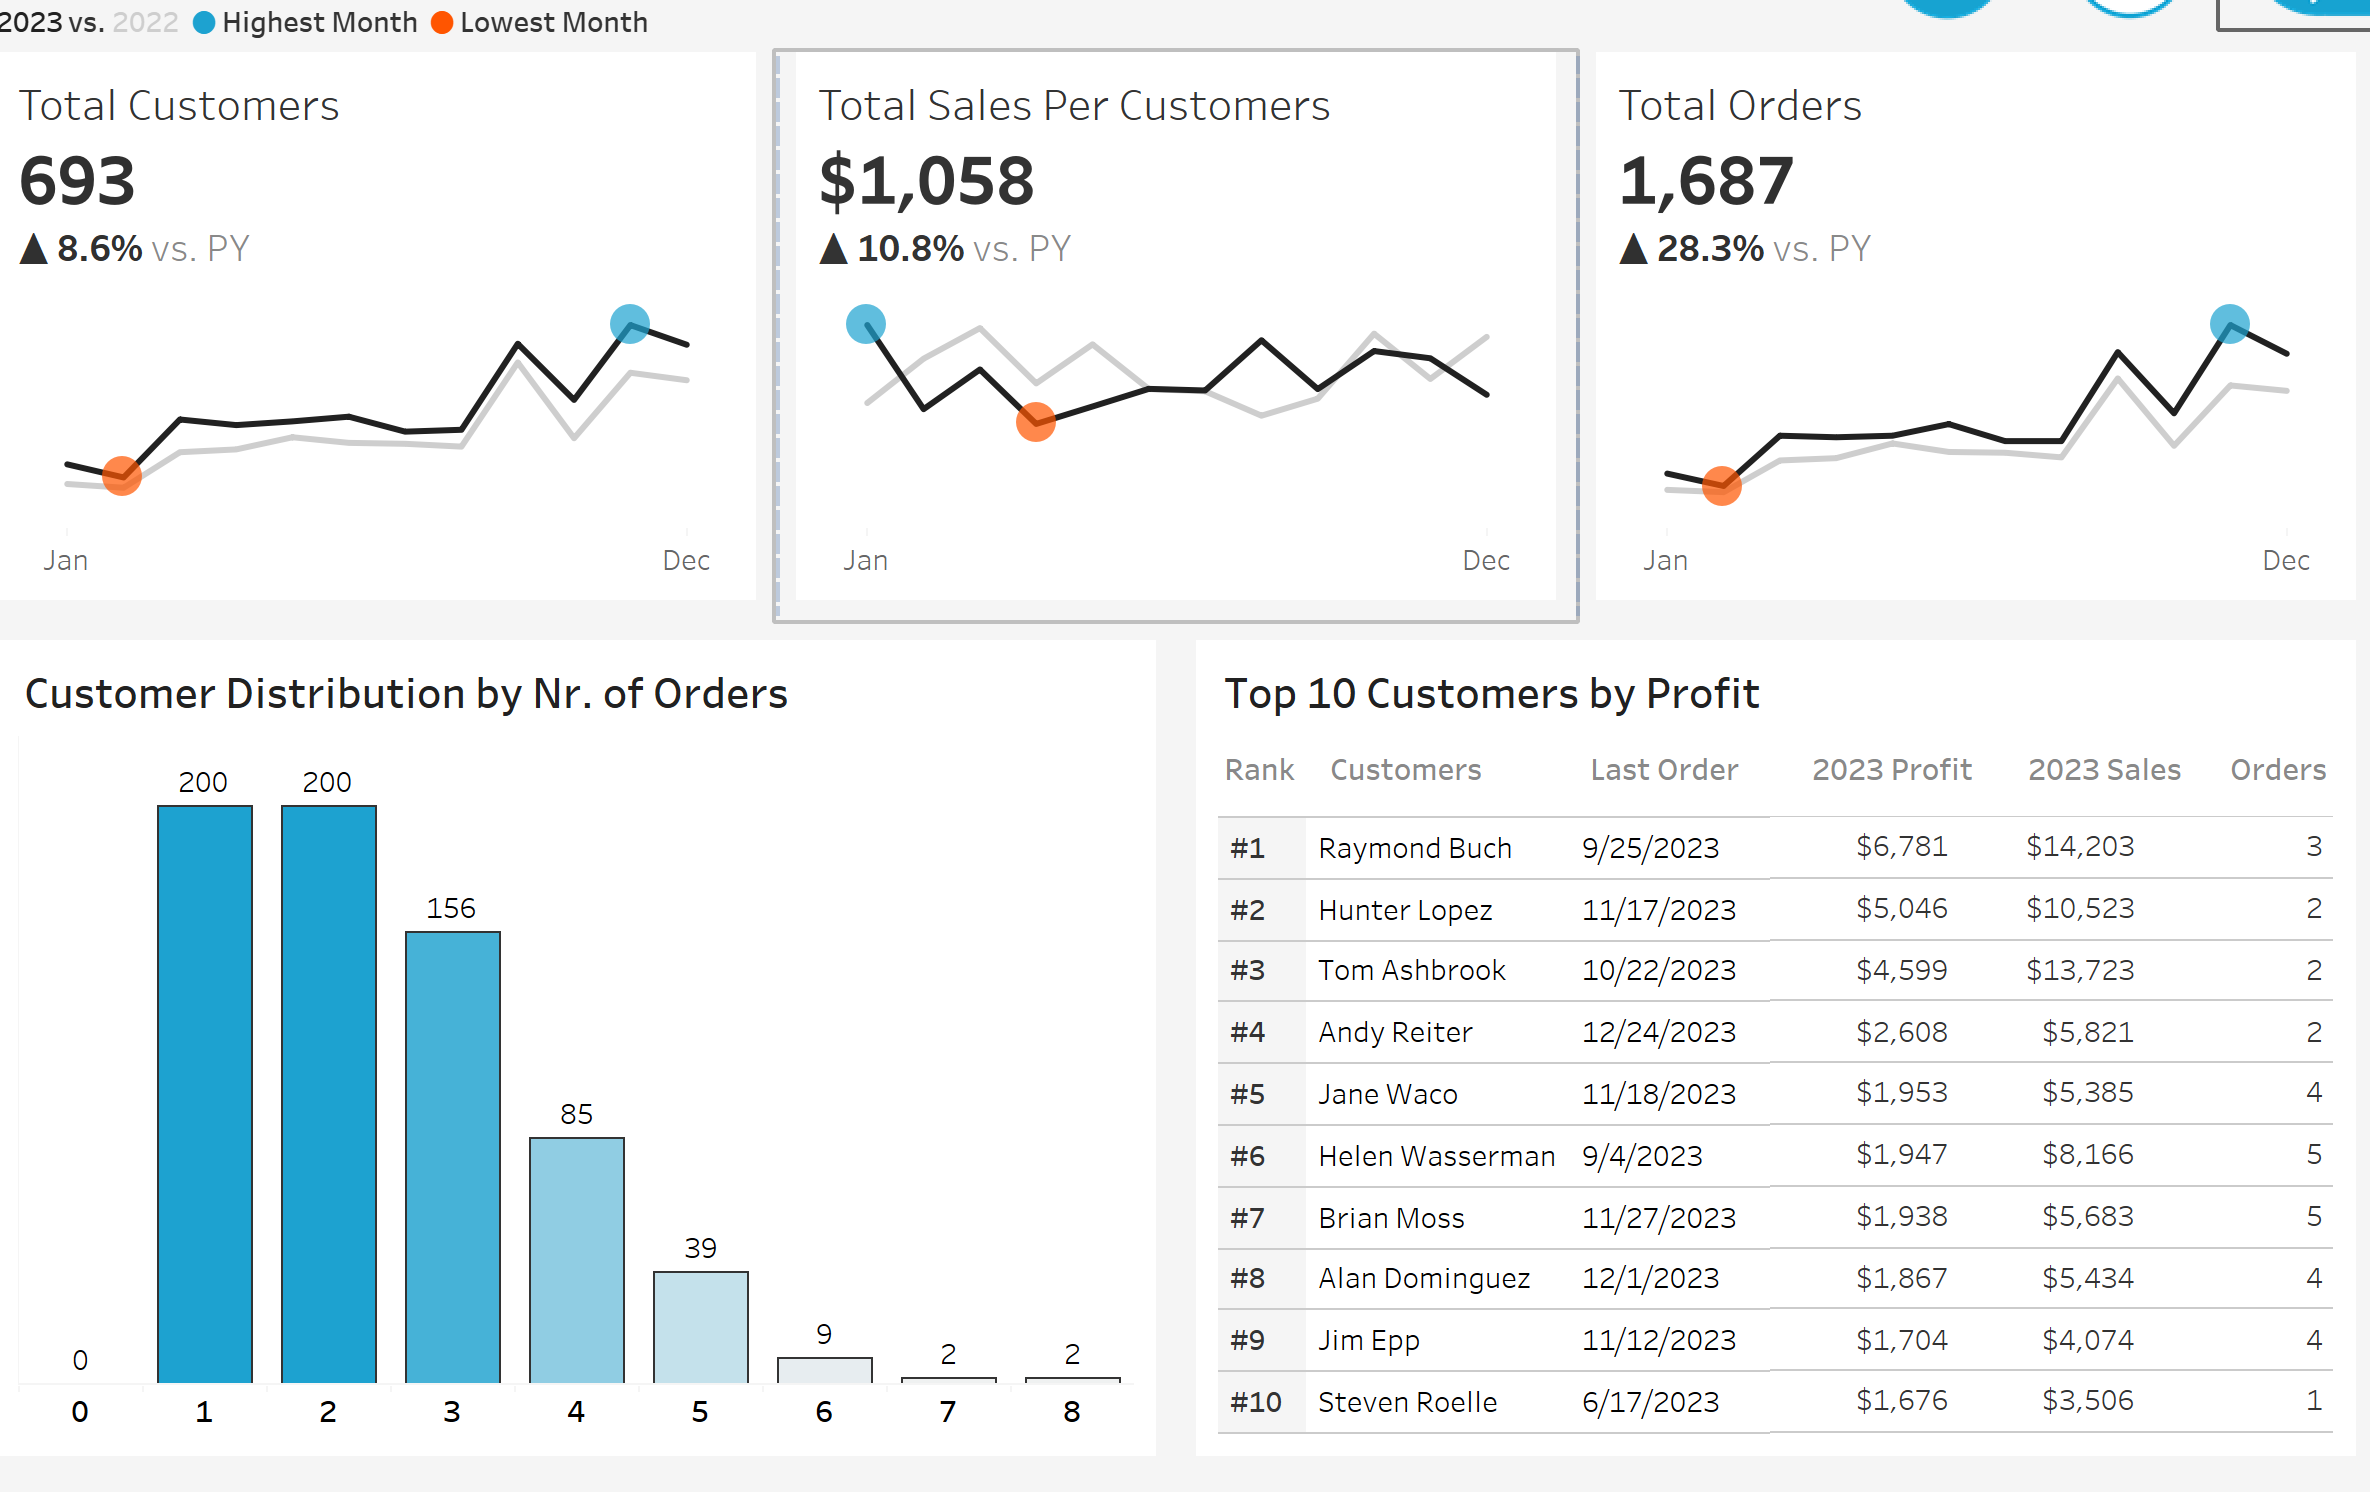 2023 vs. 2022 Highest Month Lowest Month
Total Customers
693
▲ 8.6% vs. PY
Jan Dec
Total Sales Per Customers
$1,058
▲ 10.8% vs. PY
Jan Dec
Total Orders
1,687
▲ 28.3% vs. PY
Jan Dec
Customer Distribution by Nr. of Orders
0 200 200 156 85 39 9 2 2
0 1 2 3 4 5 6 7 8
Top 10 Customers by Profit
Rank Customers Last Order 2023 Profit 2023 Sales Orders
#1 Raymond Buch 9/25/2023 $6,781 $14,203 3
#2 Hunter Lopez 11/17/2023 $5,046 $10,523 2
#3 Tom Ashbrook 10/22/2023 $4,599 $13,723 2
#4 Andy Reiter 12/24/2023 $2,608 $5,821 2
#5 Jane Waco 11/18/2023 $1,953 $5,385 4
#6 Helen Wasserman 9/4/2023 $1,947 $8,166 5
#7 Brian Moss 11/27/2023 $1,938 $5,683 5
#8 Alan Dominguez 12/1/2023 $1,867 $5,434 4
#9 Jim Epp 11/12/2023 $1,704 $4,074 4
#10 Steven Roelle 6/17/2023 $1,676 $3,506 1